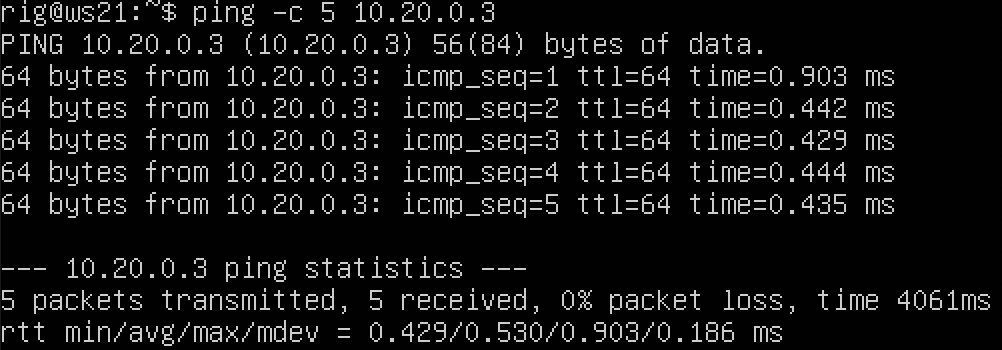 rig@ws21:~$ ping -c 5 10.20.0.3
PING 10.20.0.3 (10.20.0.3) 56(84) bytes of data.
64 bytes from 10.20.0.3: icmp_seq=1 ttl=64 time=0.903 ms
64 bytes from 10.20.0.3: icmp_seq=2 ttl=64 time=0.442 ms
64 bytes from 10.20.0.3: icmp_seq=3 ttl=64 time=0.429 ms
64 bytes from 10.20.0.3: icmp_seq=4 ttl=64 time=0.444 ms
64 bytes from 10.20.0.3: icmp_seq=5 ttl=64 time=0.435 ms
--- 10.20.0.3 ping statistics ---
5 packets transmitted, 5 received, 0% packet loss, time 4061ms
rtt min/avg/max/mdev = 0.429/0.530/0.903/0.186 ms